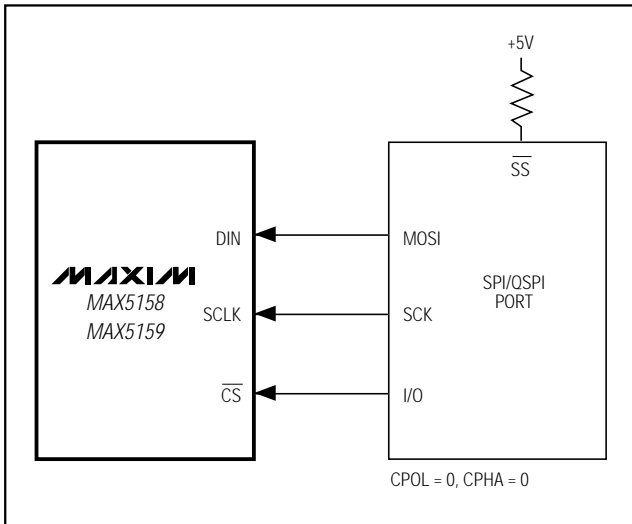 +5V
SS
DIN
MOSI
MAXIM
MAX5158
MAX5159
SPI/QSPI
PORT
SCLK
SCK
CS
I/O
CPOL = 0, CPHA = 0